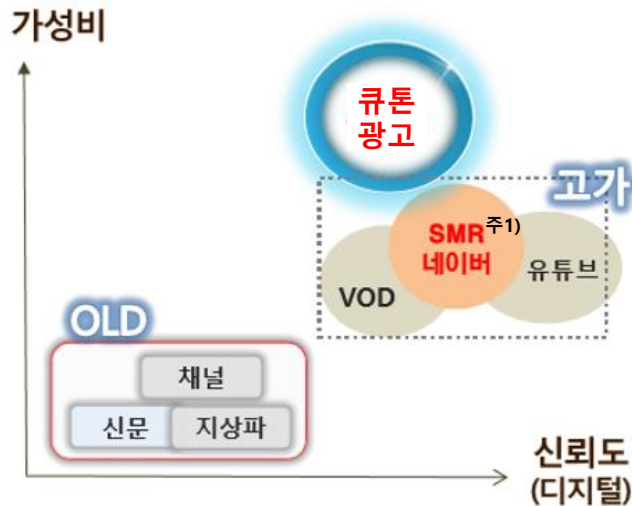 가성비
큐톤
광고
고가
SMR주1)
네이버
VOD
유튜브
OLD
채널
신문
지상파
신뢰도
(디지털)